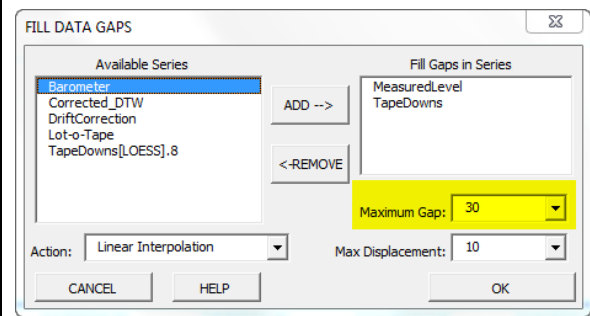 FILL DATA GAPS
Available Series
Barometer
Corrected_DTW
DriftCorrection
Lot-o-Tape
TapeDowns[LOESS].8
ADD -->
<-REMOVE
Fill Gaps in Series
MeasuredLevel
TapeDowns
Maximum Gap: 30
Action: Linear Interpolation
Max Displacement: 10
CANCEL
HELP
OK